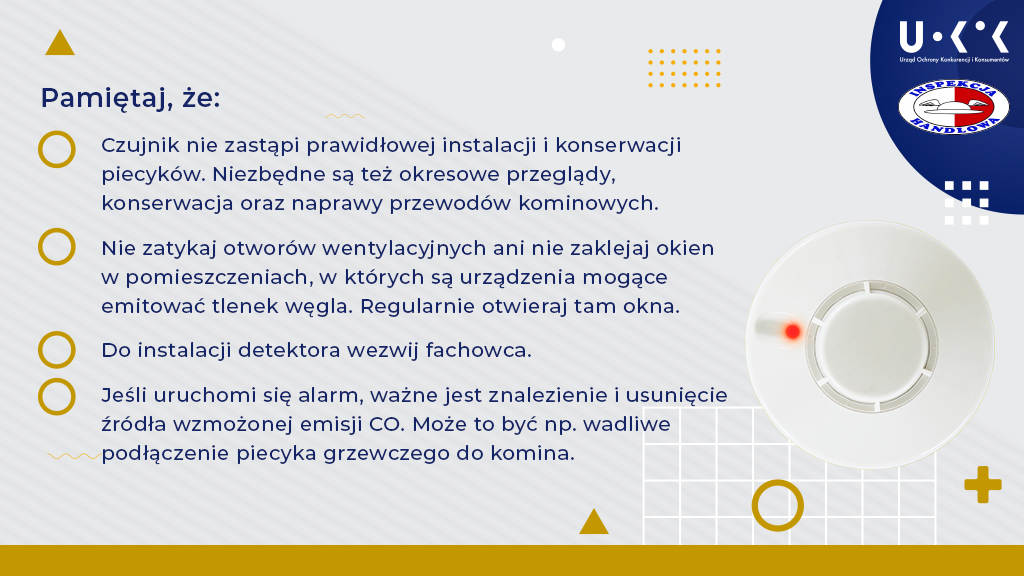 UOKiK
Urząd Ochrony Konkurencji i Konsumentów
INSPEKCJA
HANDLOWA
Pamiętaj, że:
Czujnik nie zastąpi prawidłowej instalacji i konserwacji
piecyków. Niezbędne są też okresowe przeglądy,
konserwacja oraz naprawy przewodów kominowych.
Nie zatykaj otworów wentylacyjnych ani nie zaklejaj okien
w pomieszczeniach, w których są urządzenia mogące
emitować tlenek węgla. Regularnie otwieraj tam okna.
Do instalacji detektora wezwij fachowca.
Jeśli uruchomi się alarm, ważne jest znalezienie i usunięcie
źródła wzmożonej emisji CO. Może to być np. wadliwe
podłączenie piecyka grzewczego do komina.